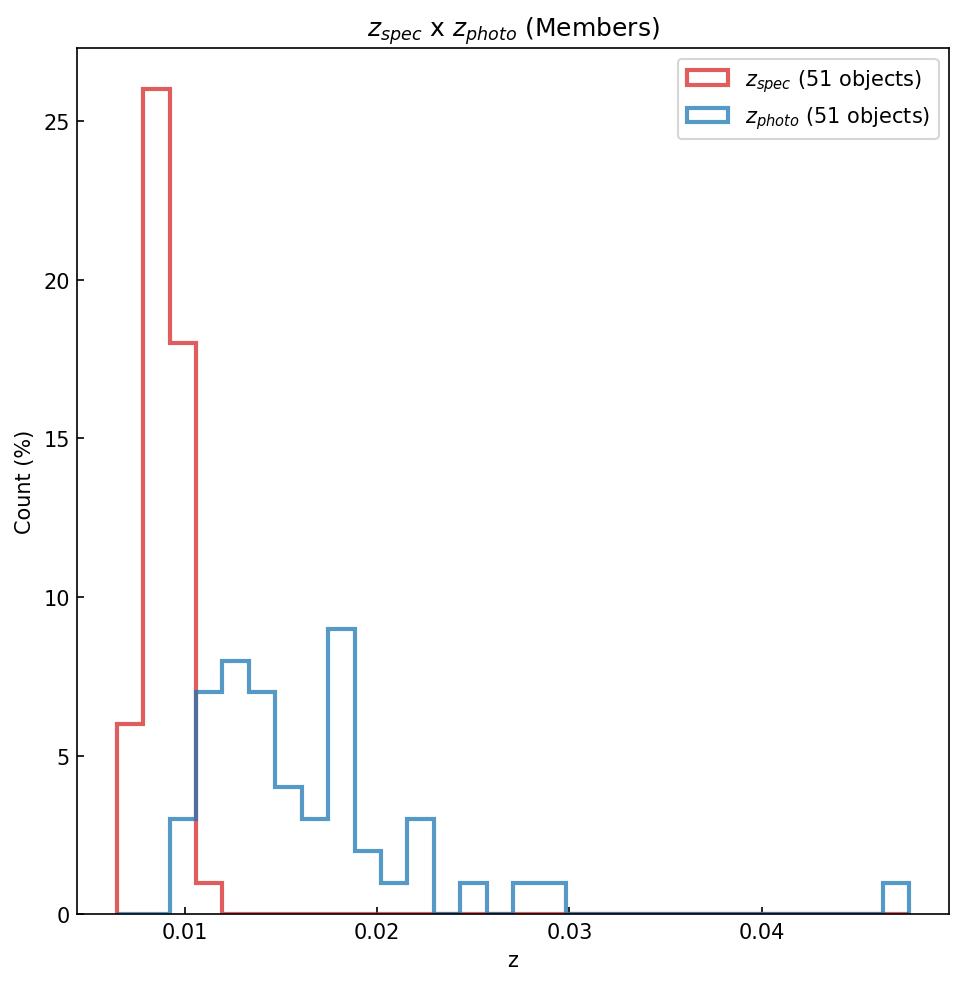 z_spec x z_photo (Members)
z_spec (51 objects)
z_photo (51 objects)
Count (%)
25
20
15
10
5
0
0.01 0.02 0.03 0.04
z